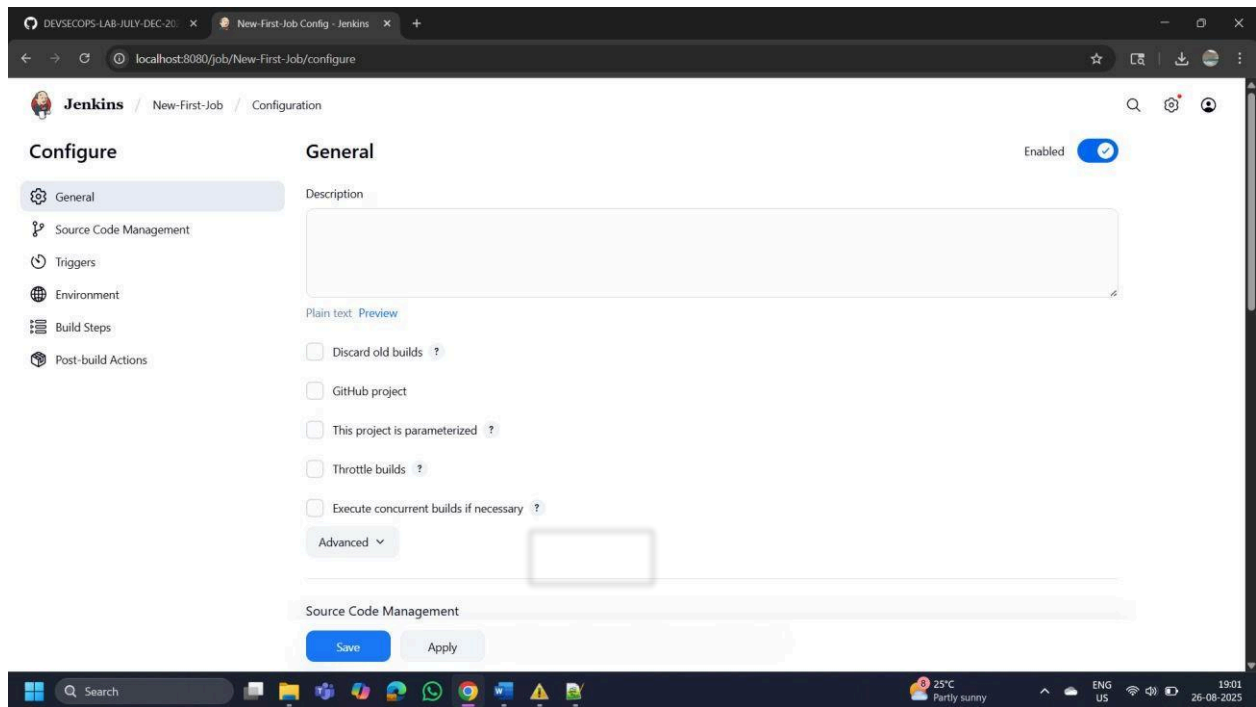 DEVSECOPS-LAB-JULY-DEC-20
New-First-Job Config - Jenkins
localhost:8080/job/New-First-Job/configure
Jenkins / New-First-Job / Configuration
Configure
General
Enabled
General
Description
Source Code Management
Triggers
Environment
Build Steps
Post-build Actions
Plain text Preview
Discard old builds ?
GitHub project
This project is parameterized ?
Throttle builds ?
Execute concurrent builds if necessary ?
Advanced
Source Code Management
Save
Apply
Search
8
25°C
Partly sunny
ENG
US
19:01
26-08-2025